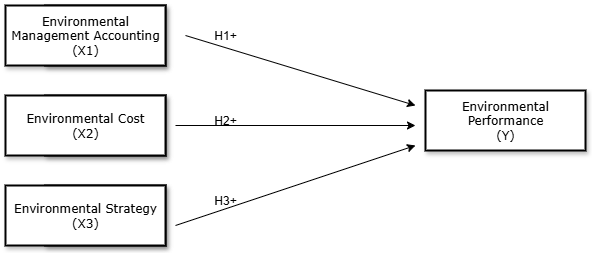 Environmental
Management Accounting
(X1)
H1+
Environmental Cost
(X2)
H2+
Environmental
Performance
(Y)
Environmental Strategy
(X3)
H3+